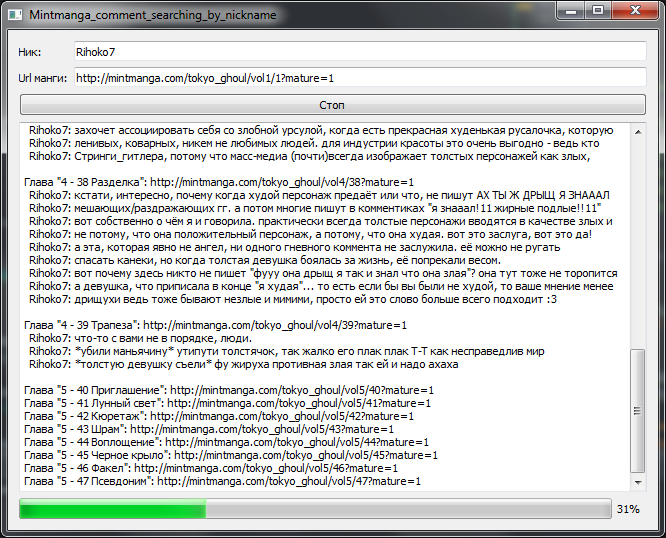 Mintmanga_comment_searching_by_nickname
Ник: Rihoko7
Url манги: http://mintmanga.com/tokyo_ghoul/vol1/1?mature=1
Стоп
Rihoko7: захочет ассоциировать себя со злобной урсулой, когда есть прекрасная худенькая русалочка, которую
Rihoko7: ленивых, коварных, никем не любимых людей. для индустрии красоты это очень выгодно - ведь кто
Rihoko7: Стринги_гитлера, потому что масс-медиа (почти)всегда изображает толстых персонажей как злых,
Глава "4 - 38 Разделка": http://mintmanga.com/tokyo_ghoul/vol4/38?mature=1
Rihoko7: кстати, интересно, почему когда худой персонаж предаёт или что, не пишут АХ ТЫ Ж ДРЫЩ Я ЗНАААЛ
Rihoko7: мешающих/раздражающих гг. а потом многие пишут в комментиках "я знааал!11 жирные подлые!!11"
Rihoko7: вот собственно о чём я и говорила. практически всегда толстые персонажи вводятся в качестве злых и
Rihoko7: не потому, что она положительный персонаж, а потому, что она худая. вот это заслуга, вот это да!
Rihoko7: а эта, которая явно не ангел, ни одного гневного коммента не заслужила. её можно не ругать
Rihoko7: спасать канеки, но когда толстая девушка боялась за жизнь, её попрекали весом.
Rihoko7: вот почему здесь никто не пишет "фууу она дрыщ я так и знал что она злая"? она тут тоже не торопится
Rihoko7: а девушка, что приписала в конце "я худая"... то есть если бы вы были не худой, то ваше мнение менее
Rihoko7: дрищухи ведь тоже бывают незлые и мимими, просто ей это слово больше всего подходит :3
Глава "4 - 39 Трапеза": http://mintmanga.com/tokyo_ghoul/vol4/39?mature=1
Rihoko7: что-то с вами не в порядке, люди.
Rihoko7: *убили маньячину* утипути толстячок, так жалко его плак плак Т-Т как несправедлив мир
Rihoko7: *толстую девушку съели* фу жируха противная злая так ей и надо ахаха
Глава "5 - 40 Приглашение": http://mintmanga.com/tokyo_ghoul/vol5/40?mature=1
Глава "5 - 41 Лунный свет": http://mintmanga.com/tokyo_ghoul/vol5/41?mature=1
Глава "5 - 42 Кюретаж": http://mintmanga.com/tokyo_ghoul/vol5/42?mature=1
Глава "5 - 43 Шрам": http://mintmanga.com/tokyo_ghoul/vol5/43?mature=1
Глава "5 - 44 Воплощение": http://mintmanga.com/tokyo_ghoul/vol5/44?mature=1
Глава "5 - 45 Черное крыло": http://mintmanga.com/tokyo_ghoul/vol5/45?mature=1
Глава "5 - 46 Факел": http://mintmanga.com/tokyo_ghoul/vol5/46?mature=1
Глава "5 - 47 Псевдоним": http://mintmanga.com/tokyo_ghoul/vol5/47?mature=1
31%